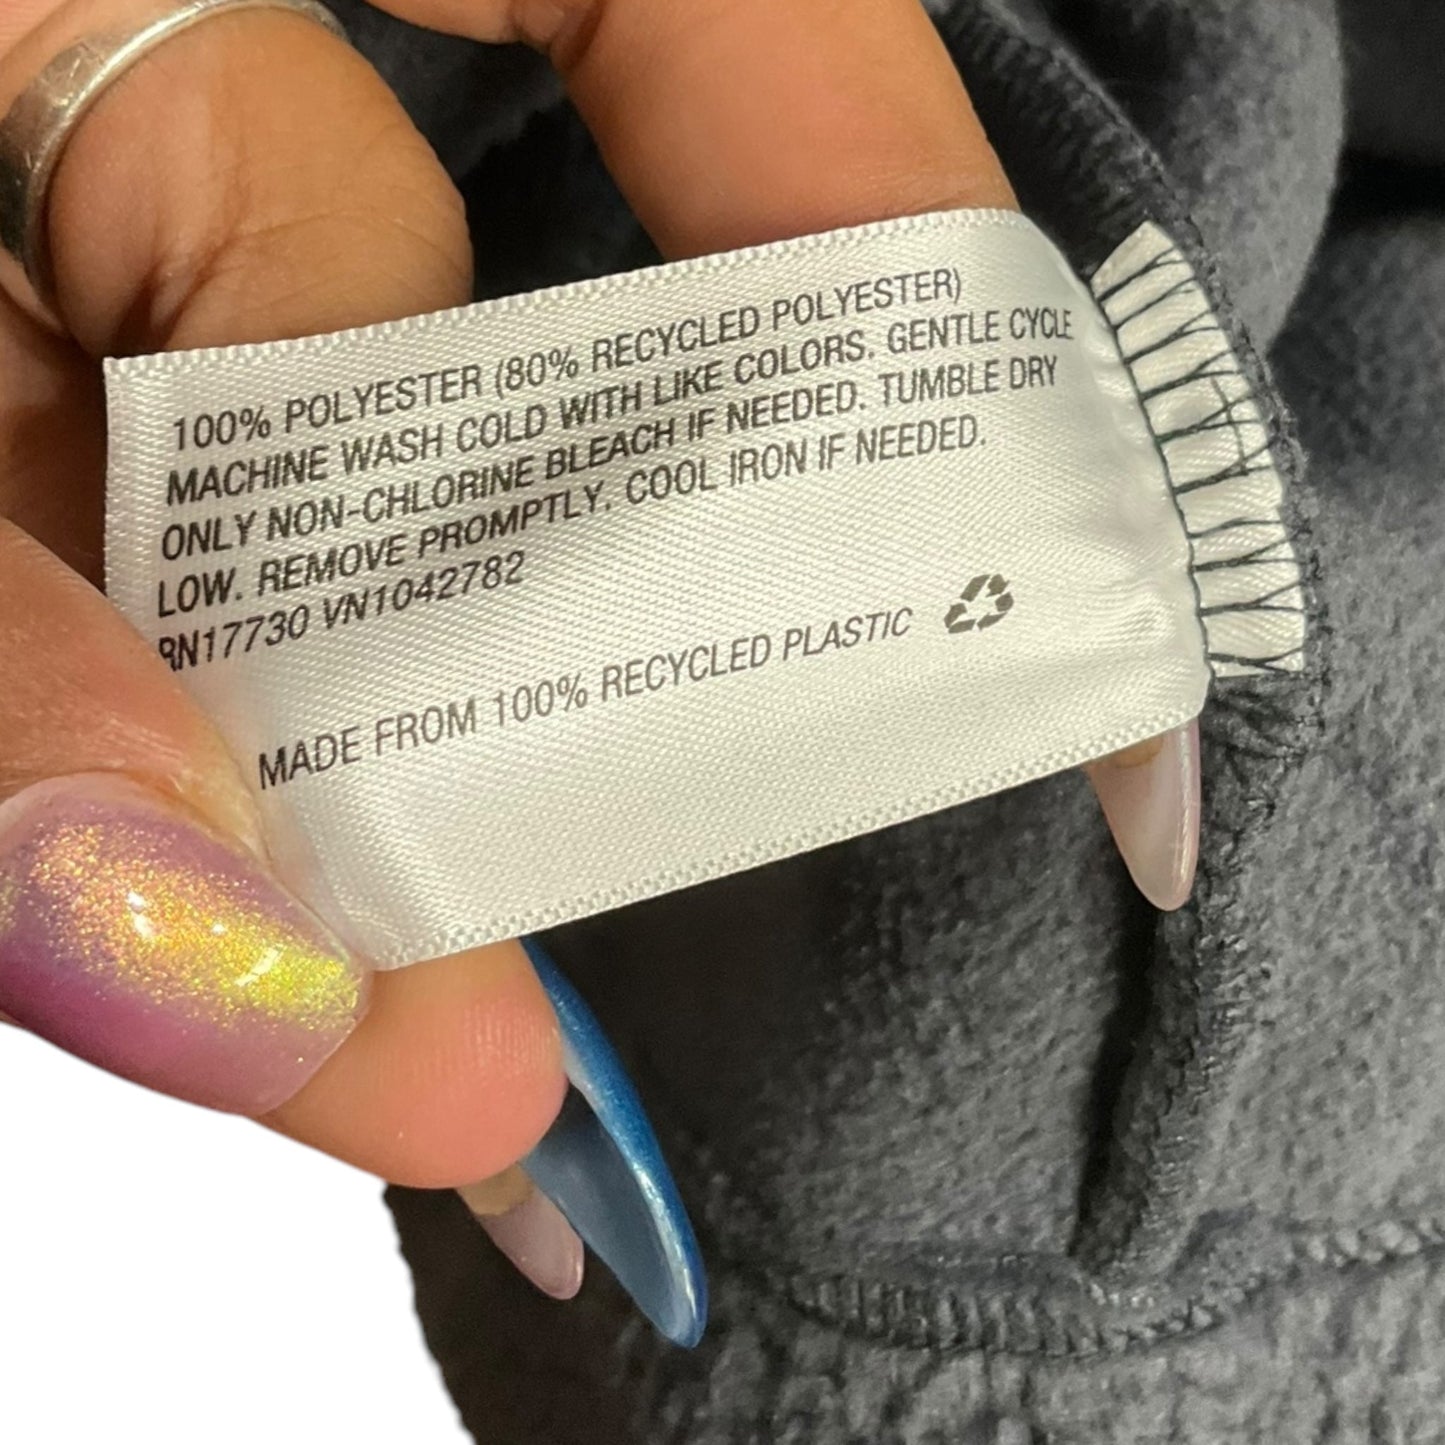 100% POLYESTER (80% RECYCLED POLYESTER)
MACHINE WASH COLD WITH LIKE COLORS. GENTLE CYCLE
ONLY NON-CHLORINE BLEACH IF NEEDED. TUMBLE DRY
LOW. REMOVE PROMPTLY. COOL IRON IF NEEDED.
RN17730 VN1042782
MADE FROM 100% RECYCLED PLASTIC